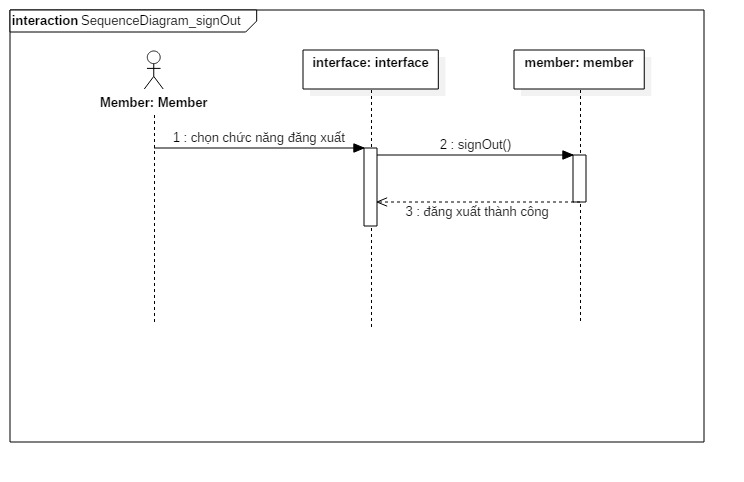 interaction SequenceDiagram_signOut
interface: interface
member: member
Member: Member
1 : chọn chức năng đăng xuất
2 : signOut()
3 : đăng xuất thành công